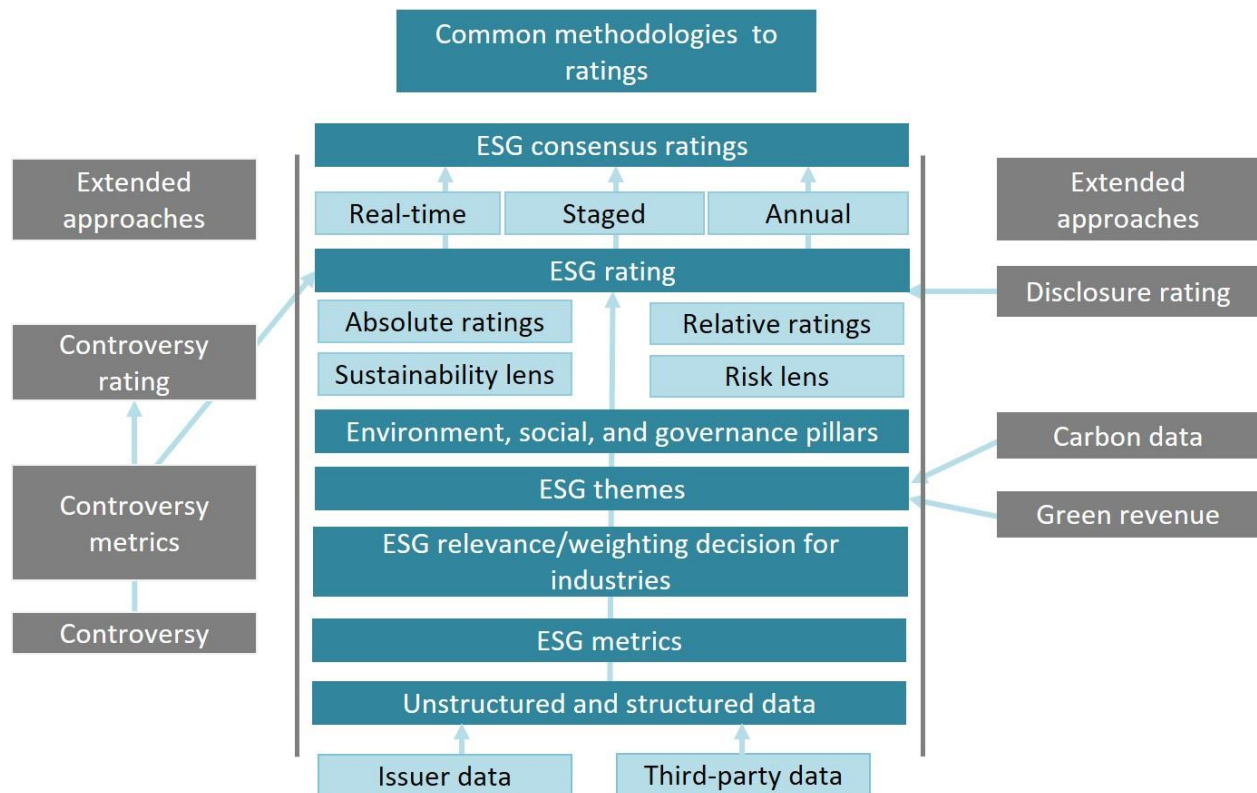 Common methodologies to
ratings
ESG consensus ratings
Extended
approaches
Real-time
Staged
Annual
Extended
approaches
ESG rating
Disclosure rating
Absolute ratings
Relative ratings
Controversy
rating
Sustainability lens
Risk lens
Environment, social, and governance pillars
Carbon data
ESG themes
Controversy
metrics
Green revenue
ESG relevance/weighting decision for
industries
Controversy
ESG metrics
Unstructured and structured data
Issuer data
Third-party data